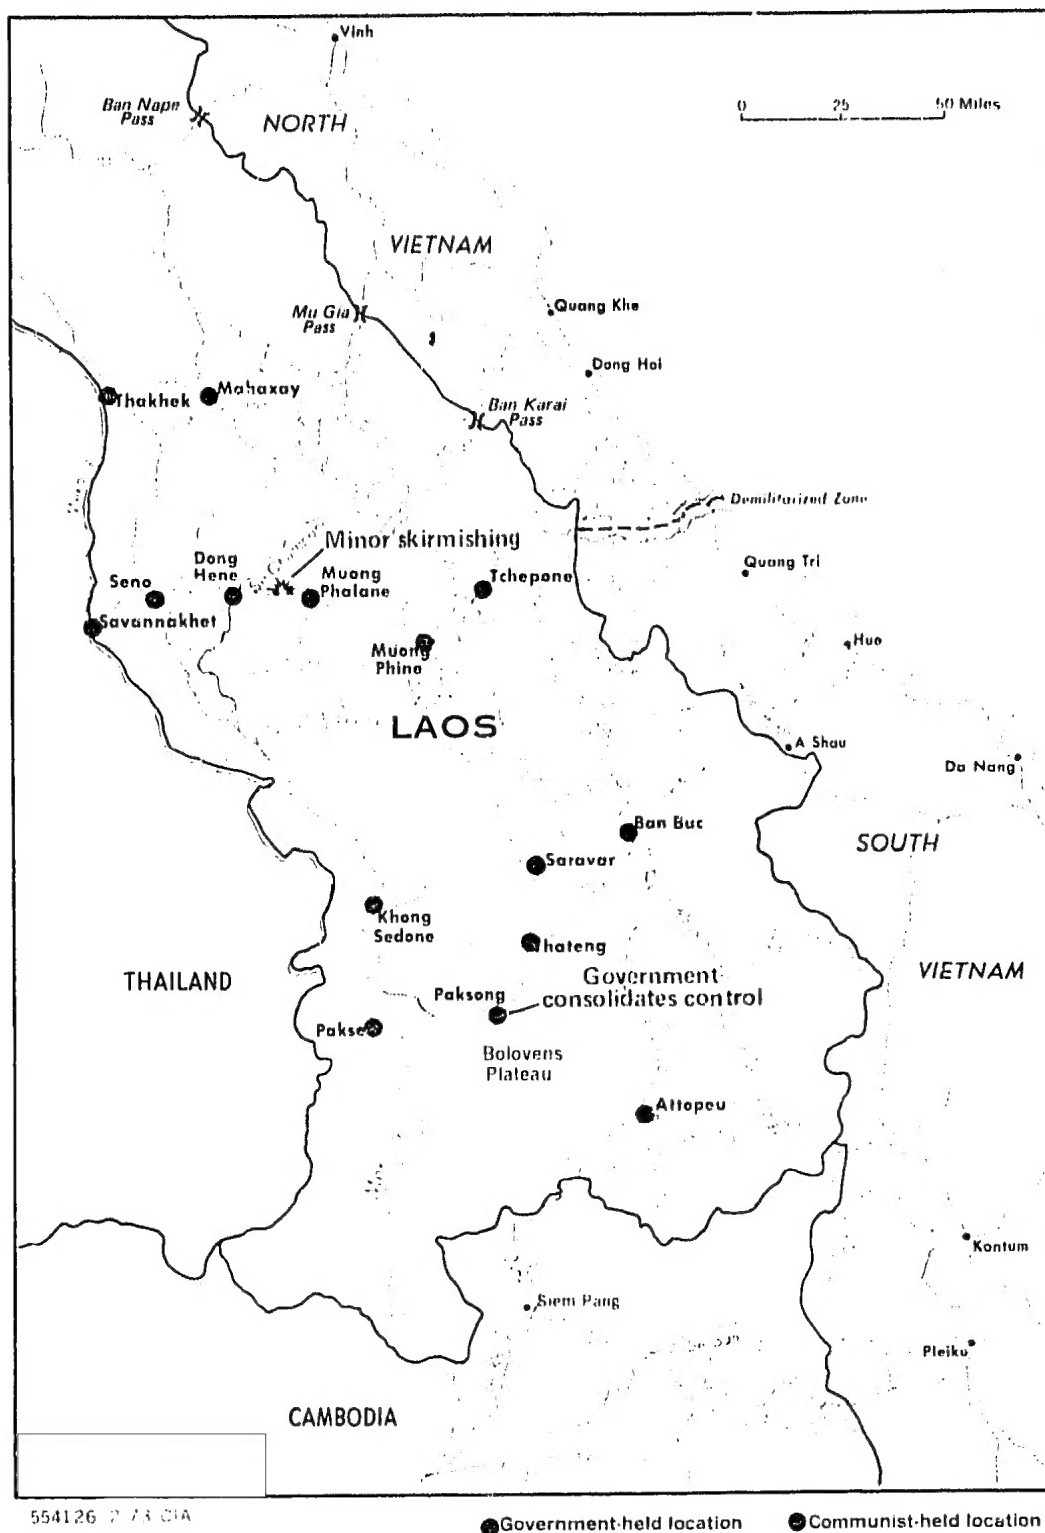 Vinh
Ban Nape
Pass
0 25 50 Miles
NORTH
VIETNAM
Quang Khe
Mu Gia
Pass
Dong Hoi
Thakhek
Mahaxay
Ban Karai
Pass
Demilitarized Zone
Minor skirmishing
Dong
Hene
Seno
Muong
Phalane
Tchepone
Quang Tri
Savannakhet
Muong
Phine
Hue
LAOS
A Shau
Da Nang
Ban Buc
SOUTH
Saravar
Khong
Sedone
Thateng
VIETNAM
THAILAND
Government
consolidates control
Paksong
Pakse
Bolovens
Plateau
Attopeu
Kontum
Siem Pang
Pleiku
CAMBODIA
554126 2 73 CIA
Government-held location
Communist-held location